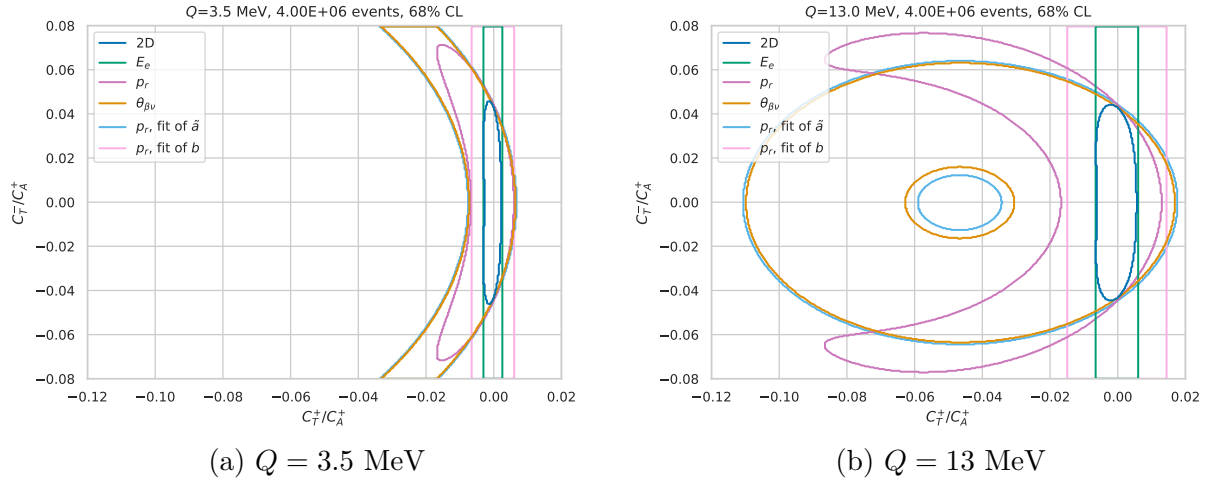 Q=3.5 MeV, 4.00E+06 events, 68% CL
0.08
0.06
0.04
0.02
0.00
−0.02
−0.04
−0.06
−0.08
C_T^-/C_A^+
2D
E_e
p_r
θ_βν
p_r, fit of ã
p_r, fit of b
−0.12 −0.10 −0.08 −0.06 −0.04 −0.02 0.00 0.02
C_T^+/C_A^+
(a) Q = 3.5 MeV
Q=13.0 MeV, 4.00E+06 events, 68% CL
0.08
0.06
0.04
0.02
0.00
−0.02
−0.04
−0.06
−0.08
C_T^-/C_A^+
2D
E_e
p_r
θ_βν
p_r, fit of ã
p_r, fit of b
−0.12 −0.10 −0.08 −0.06 −0.04 −0.02 0.00 0.02
C_T^+/C_A^+
(b) Q = 13 MeV